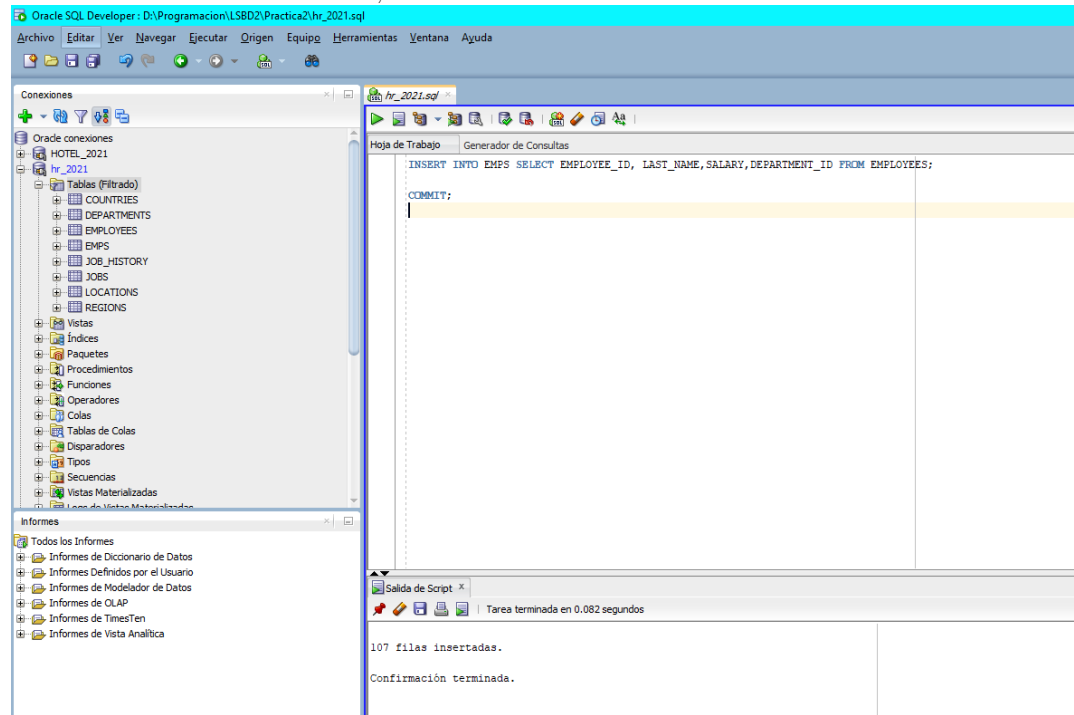 Oracle SQL Developer : D:\Programacion\LSBD2\Practica2\hr_2021.sql
Archivo Editar Ver Navegar Ejecutar Origen Equipo Herramientas Ventana Ayuda
Conexiones
Oracle conexiones
HOTEL_2021
hr_2021
Tablas (Filtrado)
COUNTRIES
DEPARTMENTS
EMPLOYEES
EMPS
JOB_HISTORY
JOBS
LOCATIONS
REGIONS
Vistas
Índices
Paquetes
Procedimientos
Funciones
Operadores
Colas
Tablas de Colas
Disparadores
Tipos
Secuencias
Vistas Materializadas
Logs de Vistas Materializadas
Informes
Todos los Informes
Informes de Diccionario de Datos
Informes Definidos por el Usuario
Informes de Modelador de Datos
Informes de OLAP
Informes de TimesTen
Informes de Vista Analítica
hr_2021.sql
Hoja de Trabajo Generador de Consultas
INSERT INTO EMPS SELECT EMPLOYEE_ID, LAST_NAME,SALARY,DEPARTMENT_ID FROM EMPLOYEES;
COMMIT;
Salida de Script
Tarea terminada en 0.082 segundos
107 filas insertadas.
Confirmación terminada.